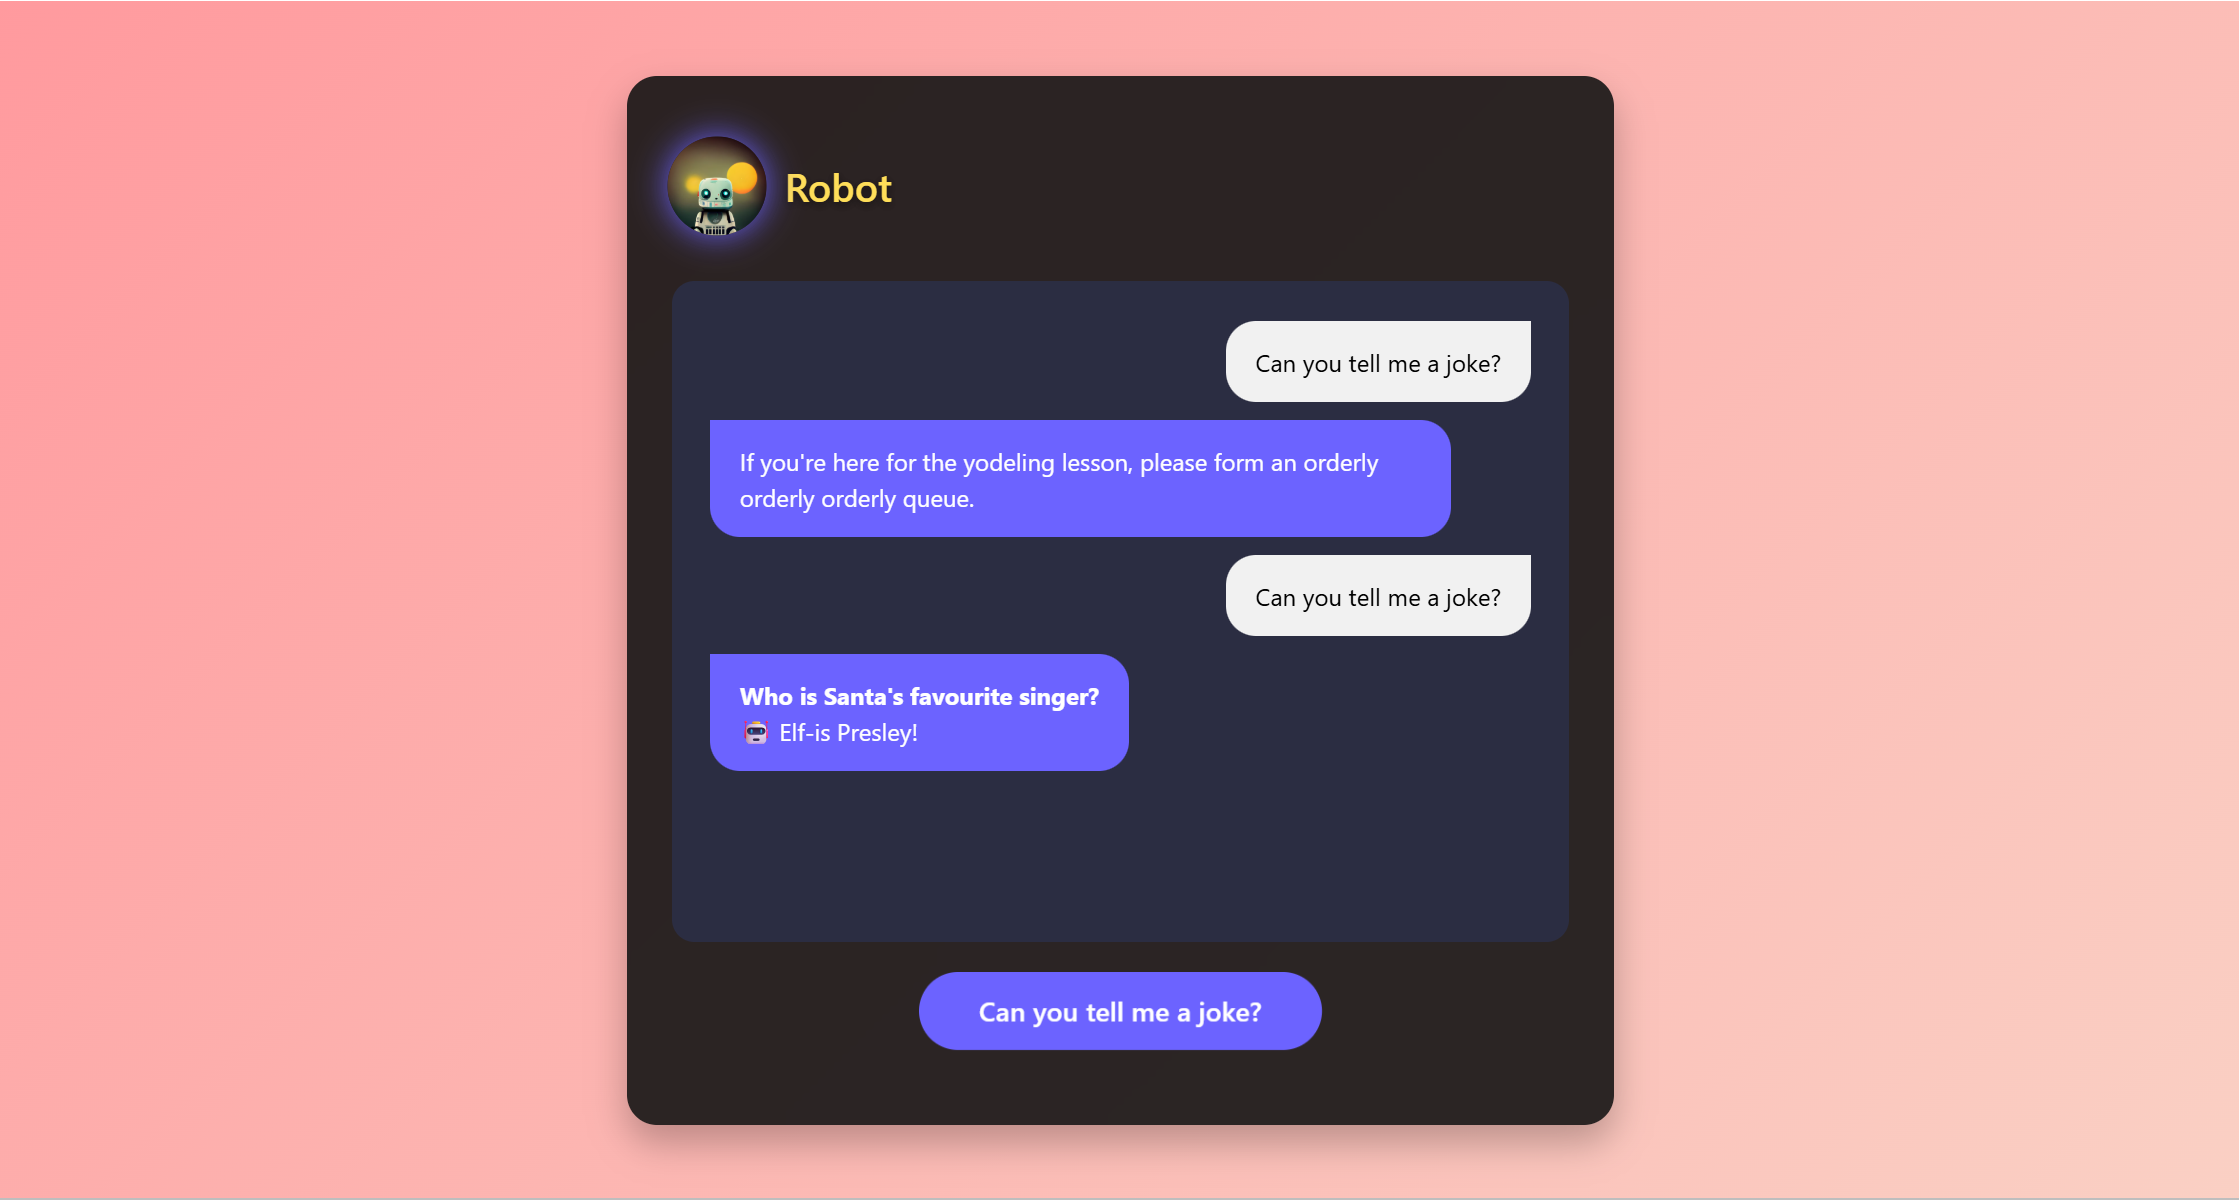 Robot
Can you tell me a joke?
If you're here for the yodeling lesson, please form an orderly
orderly orderly queue.
Can you tell me a joke?
Who is Santa's favourite singer?
🤖 Elf-is Presley!
Can you tell me a joke?